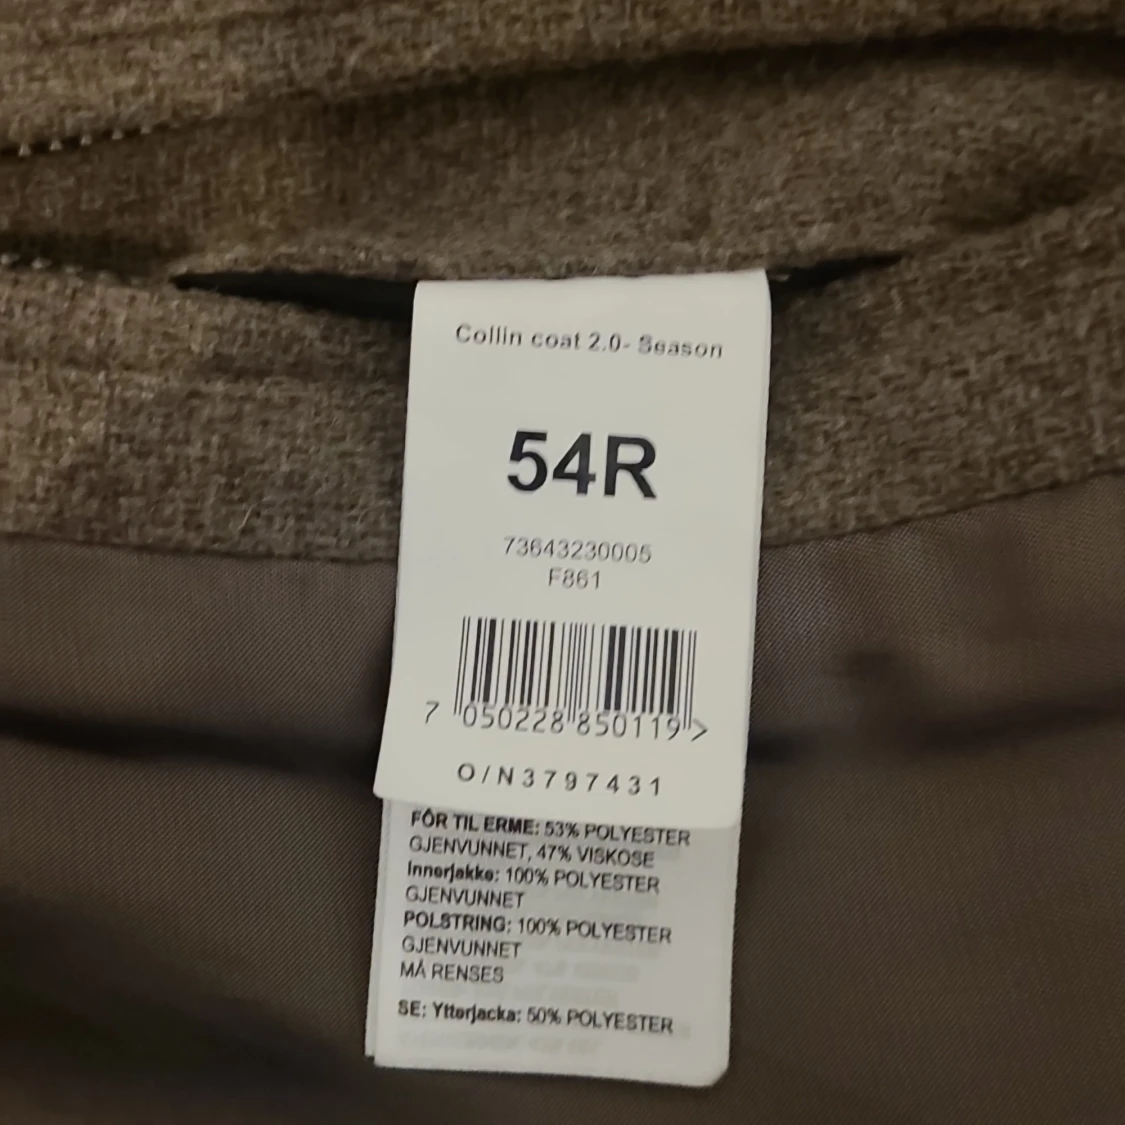 Collin coat 2.0- Season
54R
73643230005
F861
7 050228 850119 >
O/N3797431
FÔR TIL ERME: 53% POLYESTER
GJENVUNNET, 47% VISKOSE
Innerjakke: 100% POLYESTER
GJENVUNNET
POLSTRING: 100% POLYESTER
GJENVUNNET
MÅ RENSES
SE: Ytterjacka: 50% POLYESTER